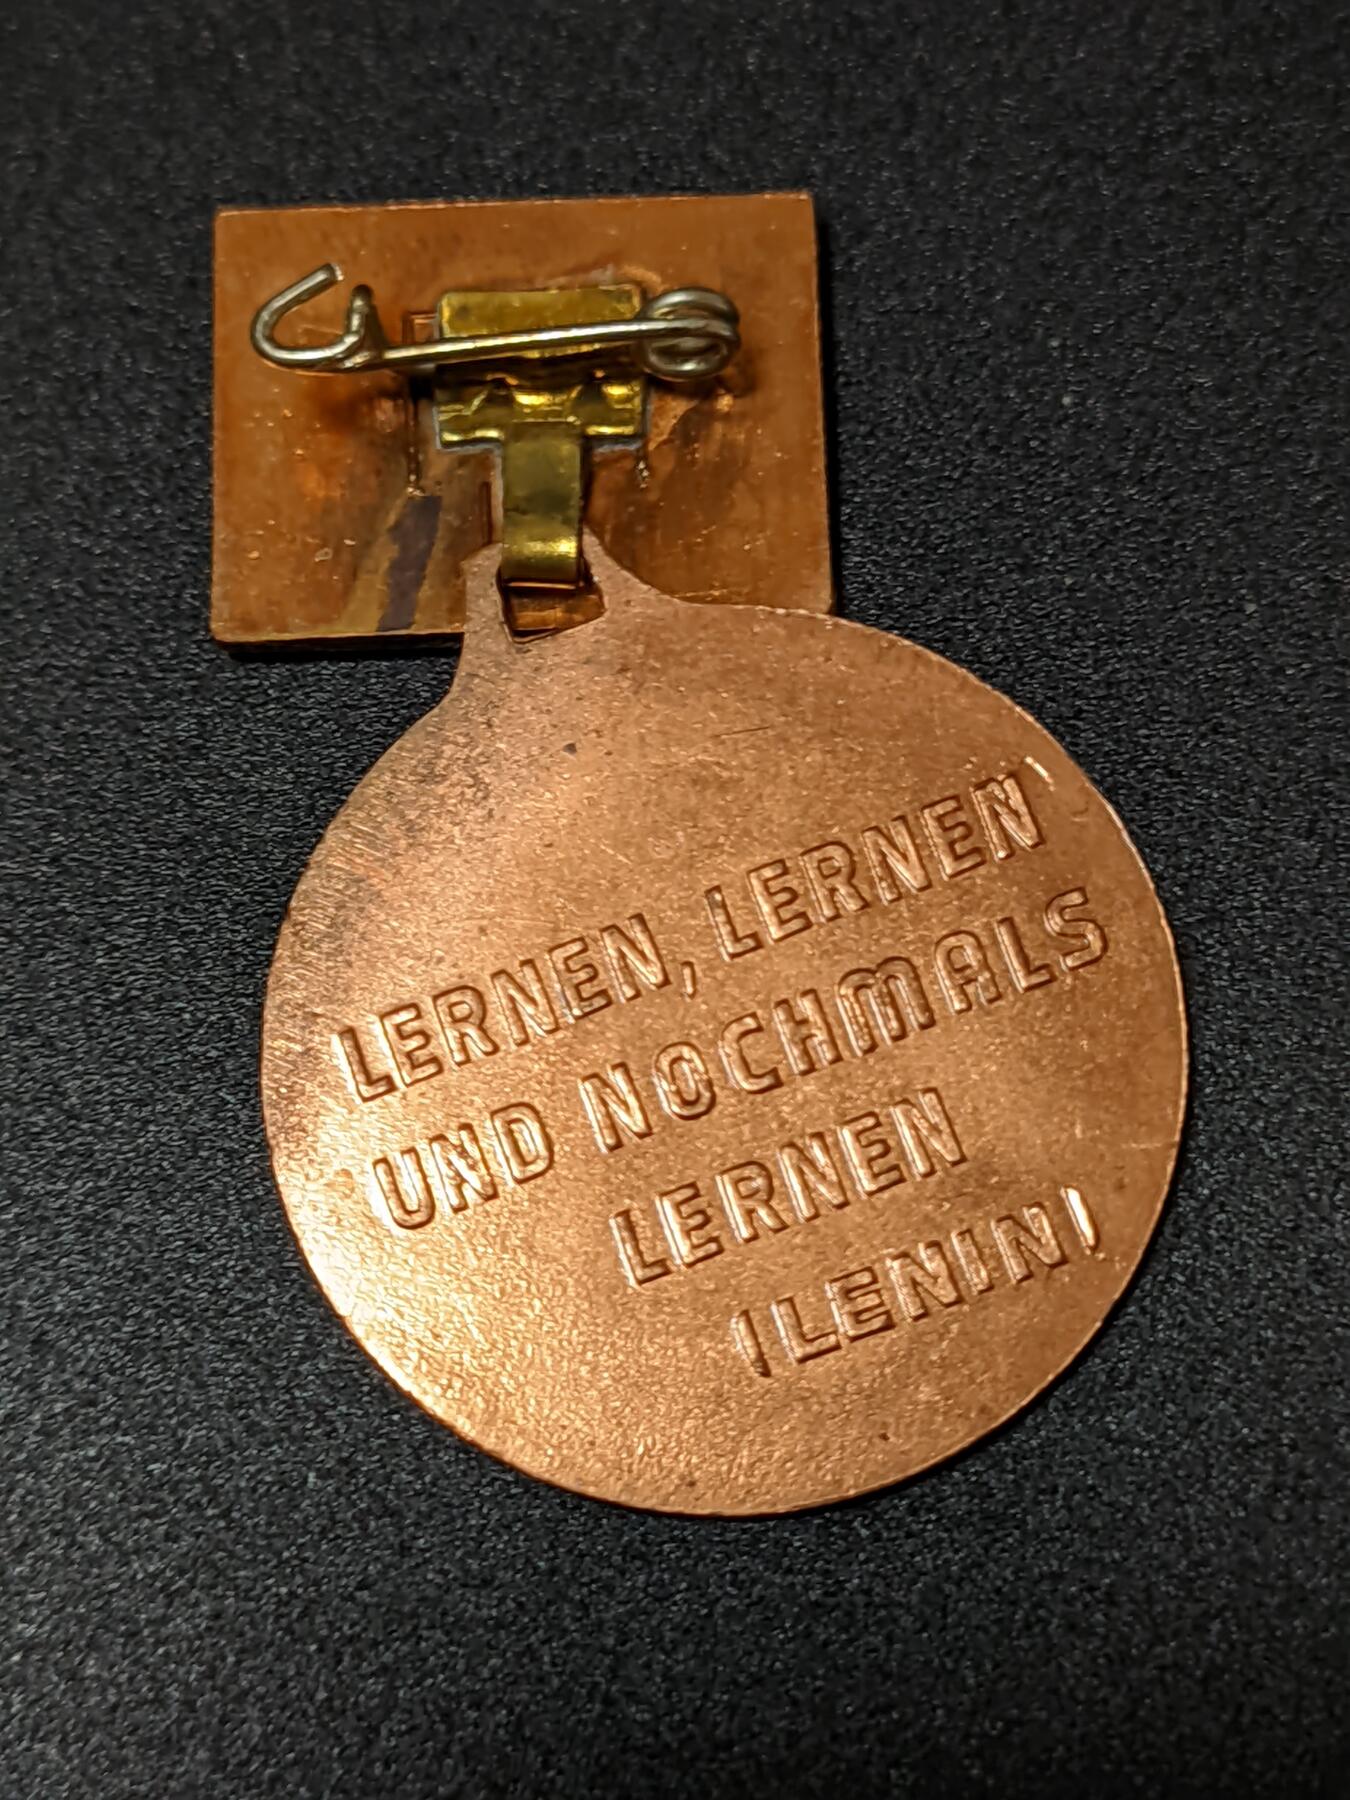 LERNEN, LERNEN
UND NOCHMALS
LERNEN
(LENIN)